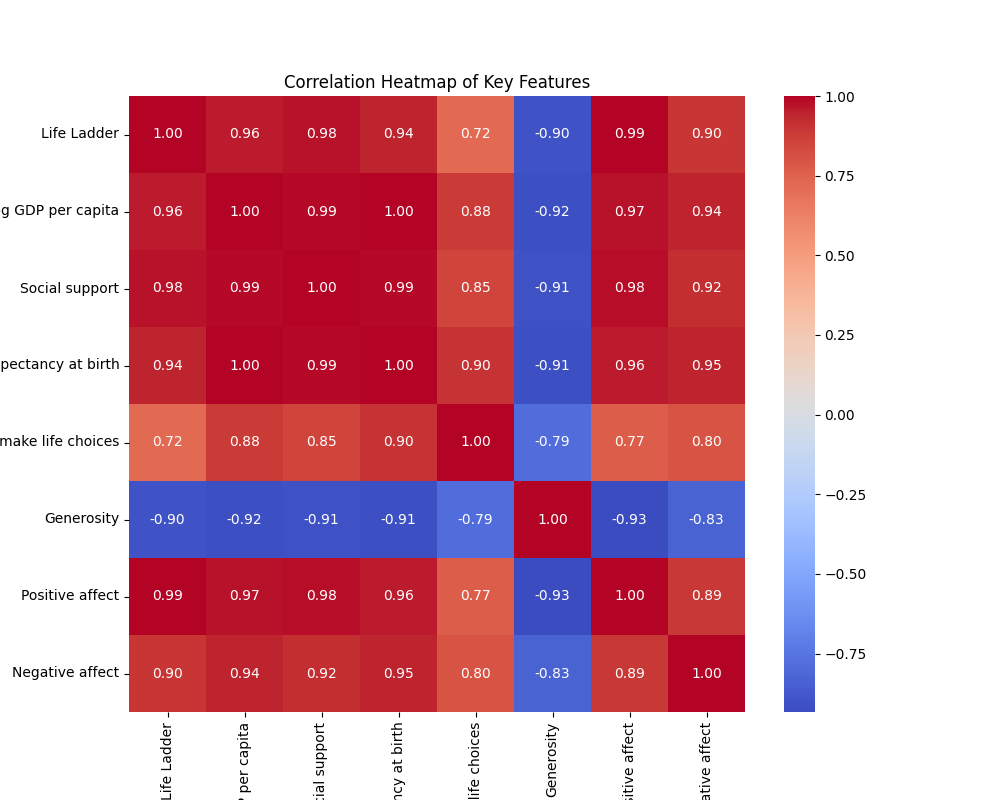 Correlation Heatmap of Key Features
Life Ladder 1.00 0.96 0.98 0.94 0.72 -0.90 0.99 0.90
g GDP per capita 0.96 1.00 0.99 1.00 0.88 -0.92 0.97 0.94
Social support 0.98 0.99 1.00 0.99 0.85 -0.91 0.98 0.92
pectancy at birth 0.94 1.00 0.99 1.00 0.90 -0.91 0.96 0.95
make life choices 0.72 0.88 0.85 0.90 1.00 -0.79 0.77 0.80
Generosity -0.90 -0.92 -0.91 -0.91 -0.79 1.00 -0.93 -0.83
Positive affect 0.99 0.97 0.98 0.96 0.77 -0.93 1.00 0.89
Negative affect 0.90 0.94 0.92 0.95 0.80 -0.83 0.89 1.00
Life Ladder
P per capita
cial support
ncy at birth
life choices
Generosity
sitive affect
ative affect
1.00
0.75
0.50
0.25
0.00
−0.25
−0.50
−0.75